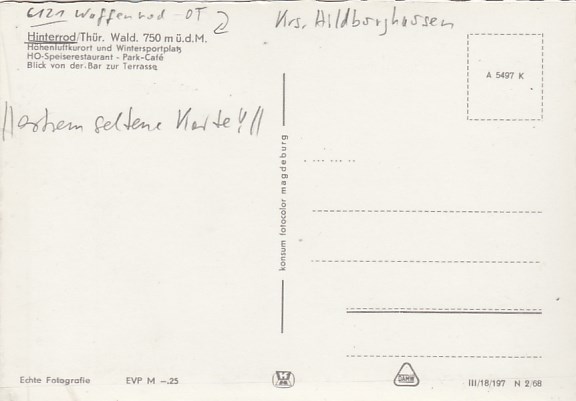 6121 Waffenrod - OT
Krs. Hildburghausen
Hinterrod/Thür. Wald. 750 m ü.d.M.
Höhenluftkurort und Wintersportplatz
HO-Speiserestaurant - Park-Café
Blick von der Bar zur Terrasse
A 5497 K
//extrem seltene Karte!//
konsum fotocolor magdeburg
Echte Fotografie
EVP M –.25
III/18/197 N 2/68